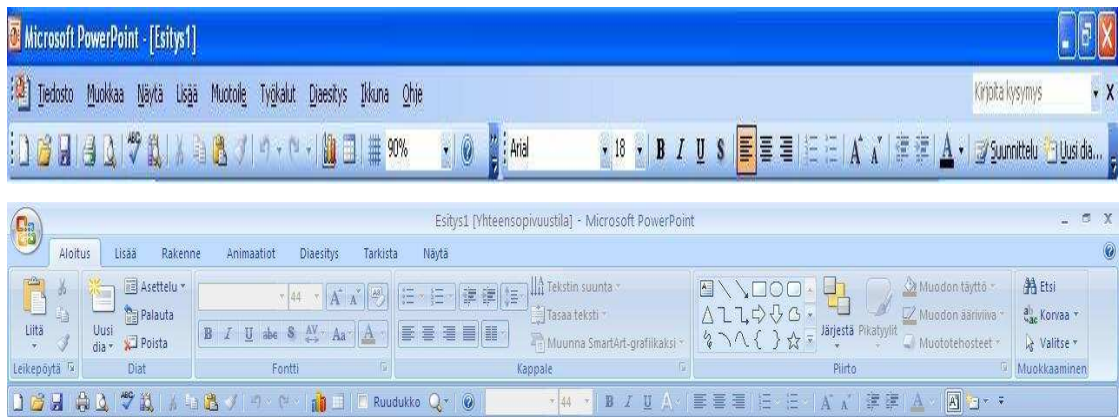 Microsoft PowerPoint - [Esitys1]
Tiedosto Muokkaa Näytä Lisää Muotoile Työkalut Diaesitys Ikkuna Ohje Kirjoita kysymys
90% Arial 18 B I U S A A A Suunnittelu Uusi dia...
Esitys1 [Yhteensopivuustila] - Microsoft PowerPoint
Aloitus Lisää Rakenne Animaatiot Diaesitys Tarkista Näytä
Liitä
Uusi dia
Asettelu
Palauta
Poista
44 A A
B I U abe S AV Aa A
Tekstin suunta
Tasaa teksti
Muunna SmartArt-grafiikaksi
Järjestä Pikatyylit
Muodon täyttö
Muodon ääriviiva
Muototehosteet
Etsi
Korvaa
Valitse
Leikepöytä Diat Fontti Kappale Piirto Muokkaaminen
Ruudukko 44 B I U A A A A A